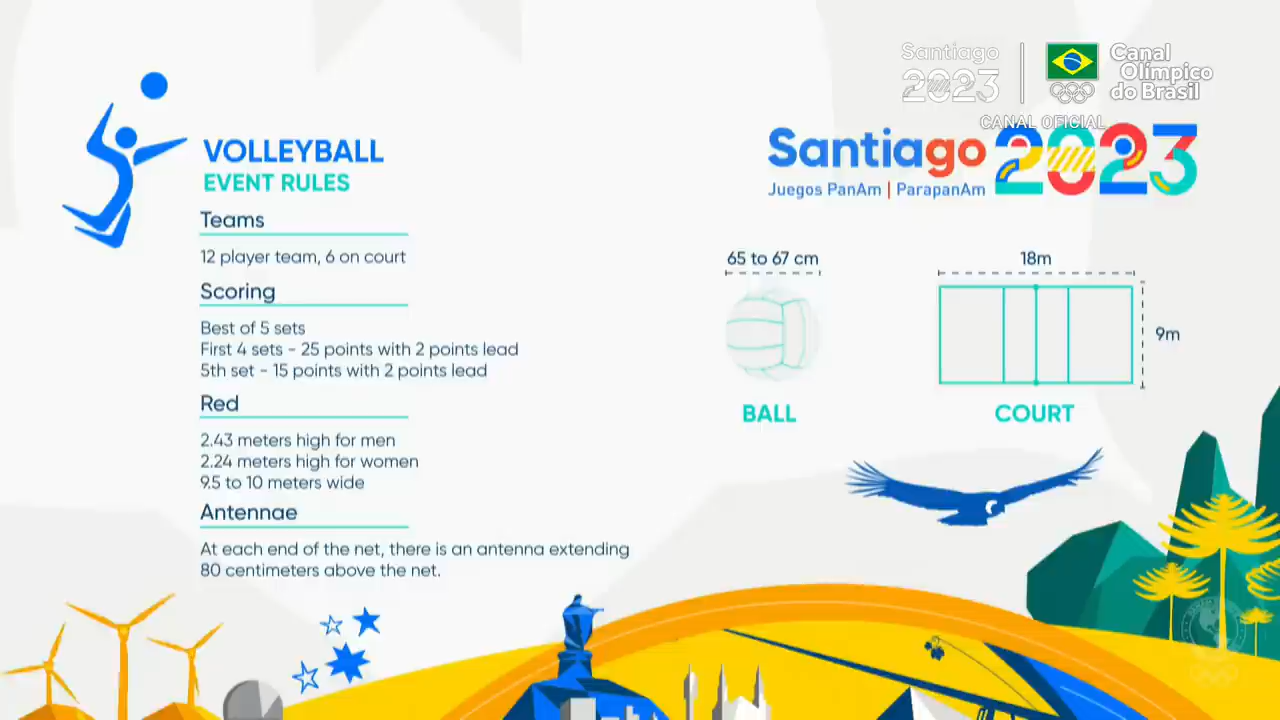 Santiago
2023
Canal
Olímpico
do Brasil
CANAL OFICIAL
VOLLEYBALL
EVENT RULES
Santiago 2023
Juegos PanAm | ParapanAm
Teams
12 player team, 6 on court
Scoring
Best of 5 sets
First 4 sets - 25 points with 2 points lead
5th set - 15 points with 2 points lead
Red
2.43 meters high for men
2.24 meters high for women
9.5 to 10 meters wide
Antennae
At each end of the net, there is an antenna extending
80 centimeters above the net.
65 to 67 cm
BALL
18m
9m
COURT